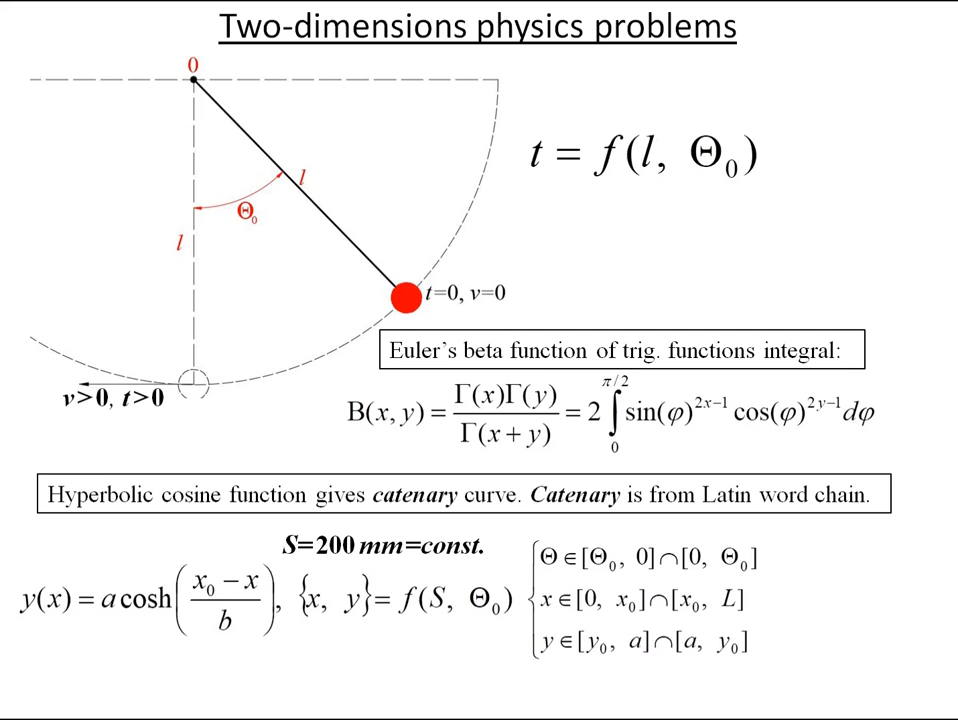 Two-dimensions physics problems
0
t = f(l, Θ₀)
l
Θ₀
l
t=0, v=0
Euler's beta function of trig. functions integral:
v>0, t>0
B(x, y) = Γ(x)Γ(y) / Γ(x + y) = 2 ∫₀^π/2 sin(φ)^2x−1 cos(φ)^2y−1 dφ
Hyperbolic cosine function gives catenary curve. Catenary is from Latin word chain.
S=200 mm=const.
y(x) = a cosh((x₀ − x) / b), {x, y} = f(S, Θ₀)
Θ ∈ [Θ₀, 0] ∩ [0, Θ₀]
x ∈ [0, x₀] ∩ [x₀, L]
y ∈ [y₀, a] ∩ [a, y₀]